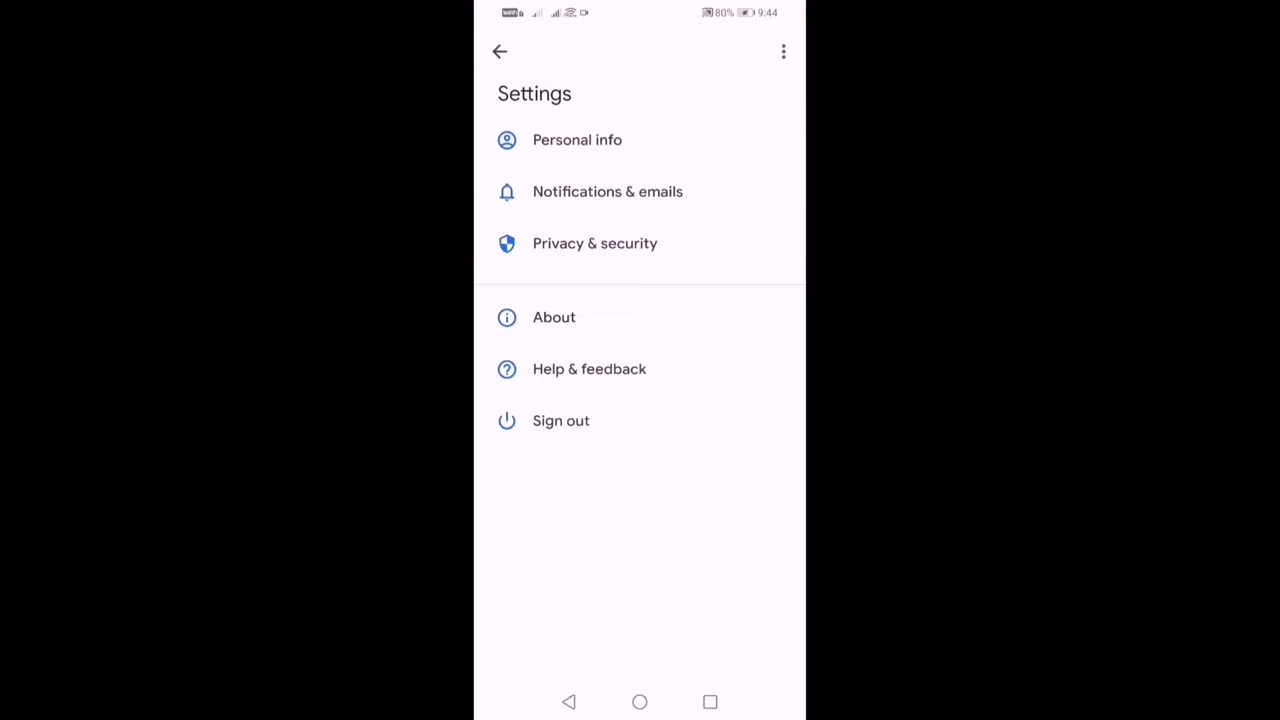 80% 9:44
Settings
Personal info
Notifications & emails
Privacy & security
About
Help & feedback
Sign out